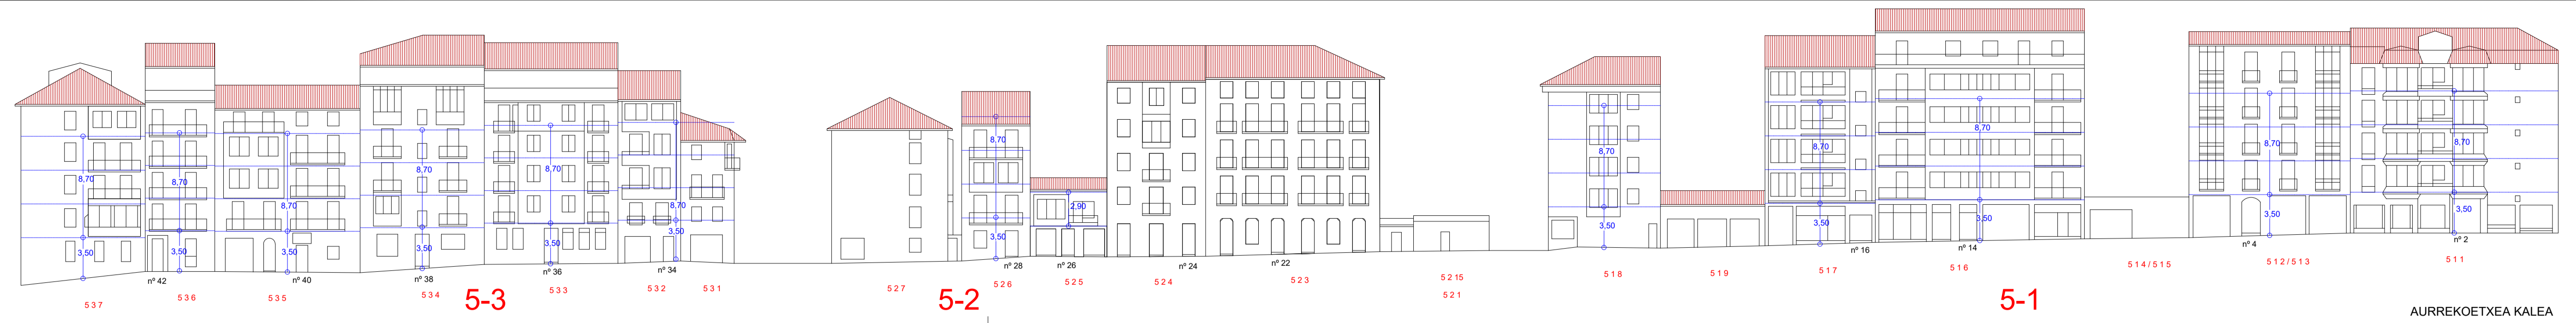 8,70
3,50
5 3 7
nº 42
8,70
3,50
5 3 6
8,70
3,50
5 3 5
nº 40
8,70
3,50
nº 38
5 3 4
5-3
8,70
3,50
nº 36
5 3 3
8,70
3,50
nº 34
5 3 2
5 3 1
5 2 7
5-2
8,70
3,50
nº 28
5 2 6
2,90
nº 26
5 2 5
nº 24
5 2 4
nº 22
5 2 3
5 2 15
5 2 1
8,70
3,50
5 1 8
5 1 9
8,70
3,50
nº 16
5 1 7
8,70
3,50
nº 14
5 1 6
5-1
5 1 4 / 5 1 5
8,70
3,50
nº 4
5 1 2 / 5 1 3
8,70
3,50
nº 2
5 1 1
AURREKOETXEA KALEA